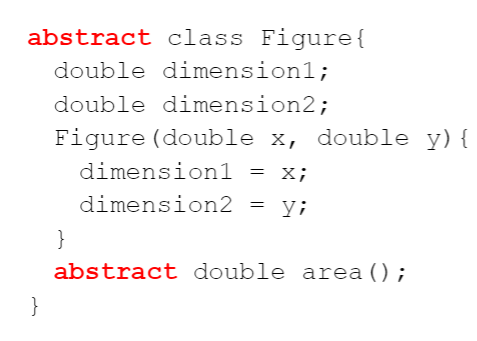 abstract class Figure{
  double dimension1;
  double dimension2;
  Figure(double x, double y){
    dimension1 = x;
    dimension2 = y;
  }
  abstract double area();
}